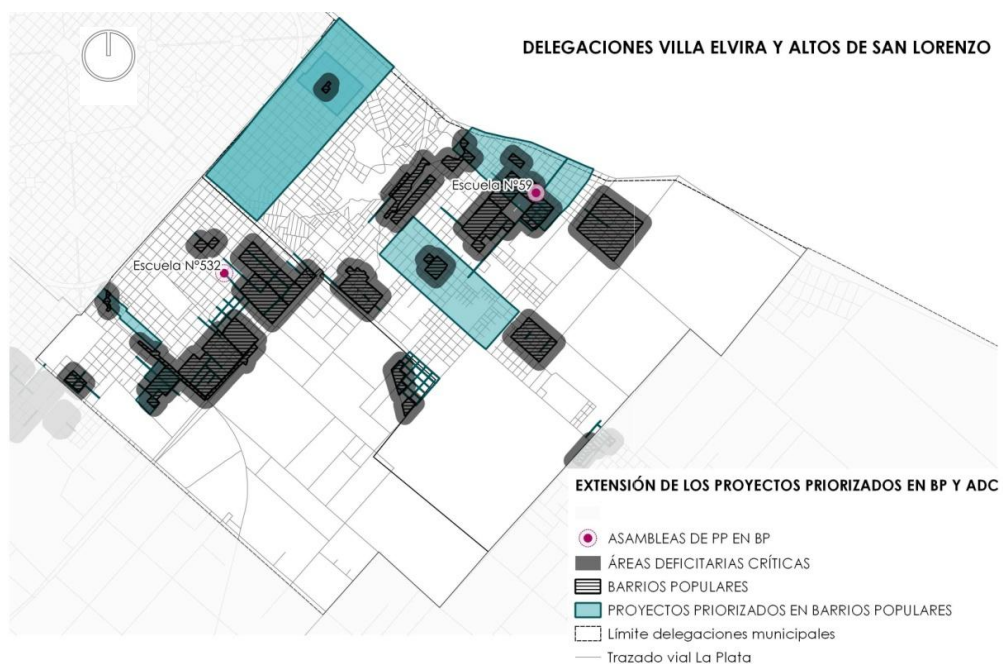 DELEGACIONES VILLA ELVIRA Y ALTOS DE SAN LORENZO
Escuela N°59
Escuela N°532
EXTENSIÓN DE LOS PROYECTOS PRIORIZADOS EN BP Y ADC
ASAMBLEAS DE PP EN BP
ÁREAS DEFICITARIAS CRÍTICAS
BARRIOS POPULARES
PROYECTOS PRIORIZADOS EN BARRIOS POPULARES
Límite delegaciones municipales
Trazado vial La Plata